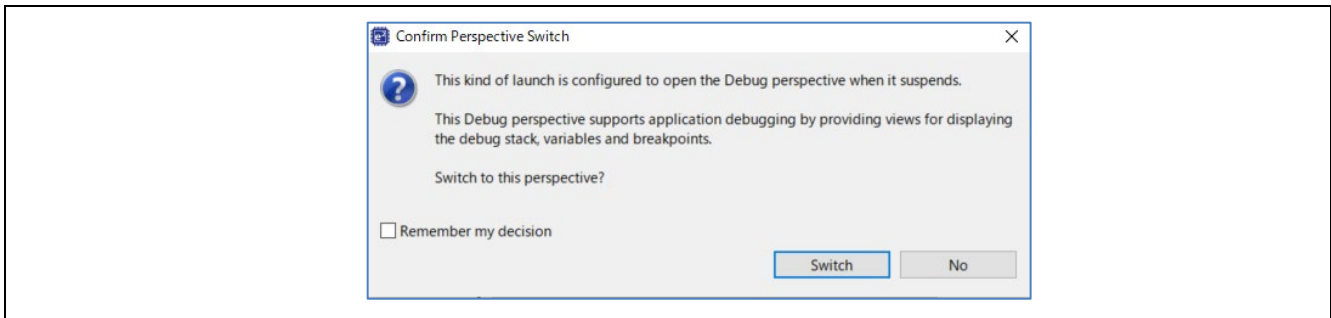 Confirm Perspective Switch
This kind of launch is configured to open the Debug perspective when it suspends.
This Debug perspective supports application debugging by providing views for displaying
the debug stack, variables and breakpoints.
Switch to this perspective?
Remember my decision
Switch
No